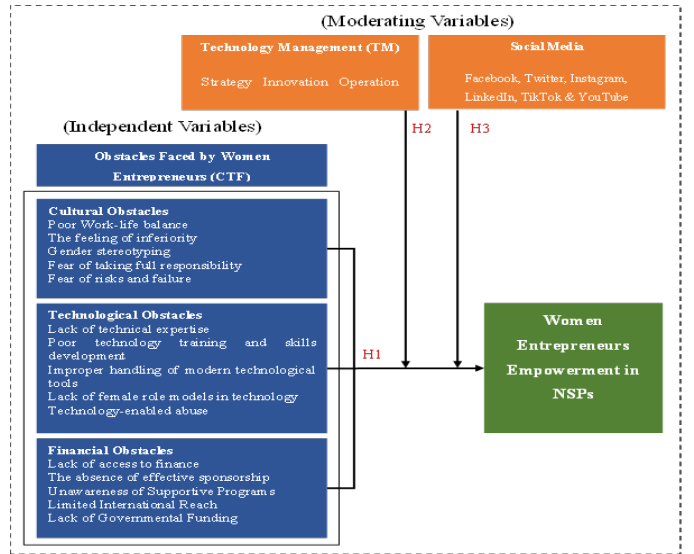 (Moderating Variables)
Technology Management (TM)
Strategy Innovation Operation
Social Media
Facebook, Twitter, Instagram,
LinkedIn, TikTok & YouTube
H2
H3
(Independent Variables)
Obstacles Faced by Women
Entrepreneurs (CTF)
Cultural Obstacles
Poor Work-life balance
The feeling of inferiority
Gender stereotyping
Fear of taking full responsibility
Fear of risks and failure
Technological Obstacles
Lack of technical expertise
Poor technology training and skills
development
Improper handling of modern technological
tools
Lack of female role models in technology
Technology-enabled abuse
H1
Women
Entrepreneurs
Empowerment in
NSPs
Financial Obstacles
Lack of access to finance
The absence of effective sponsorship
Unawareness of Supportive Programs
Limited International Reach
Lack of Governmental Funding